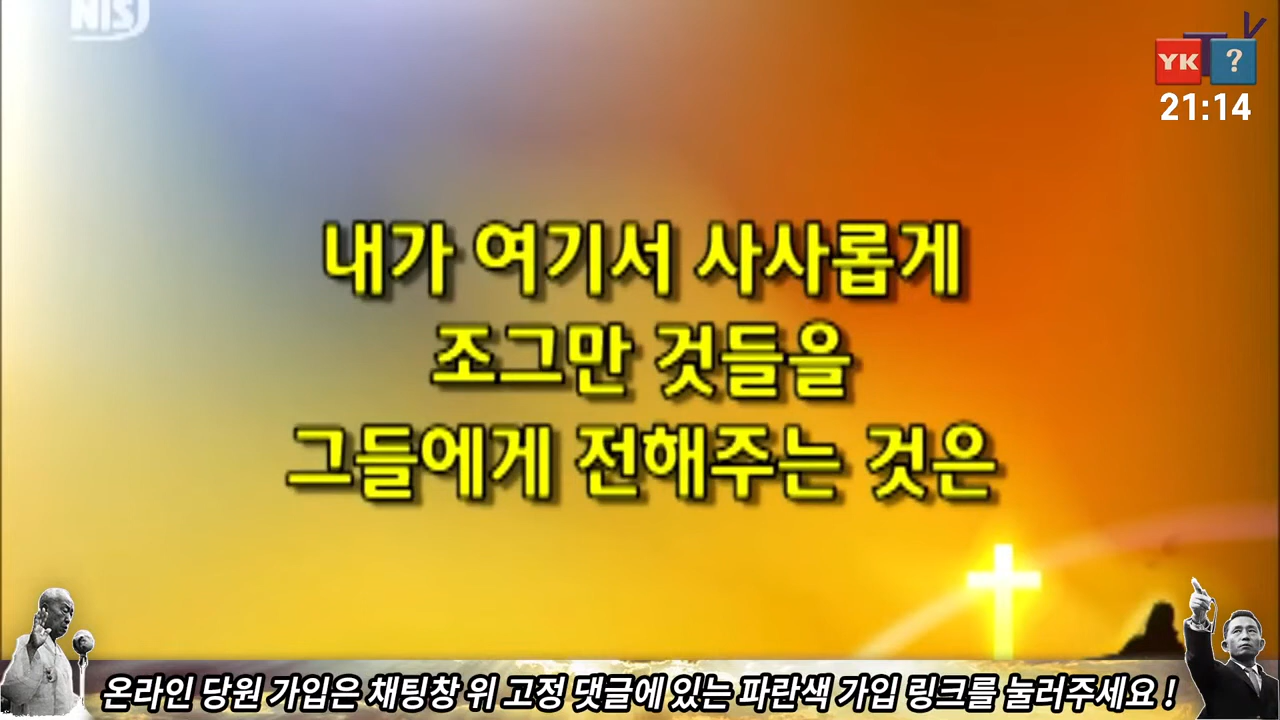 NIS
TV
YK ?
21:14
내가 여기서 사사롭게
조그만 것들을
그들에게 전해주는 것은
온라인 당원 가입은 채팅창 위 고정 댓글에 있는 파란색 가입 링크를 눌러주세요 !